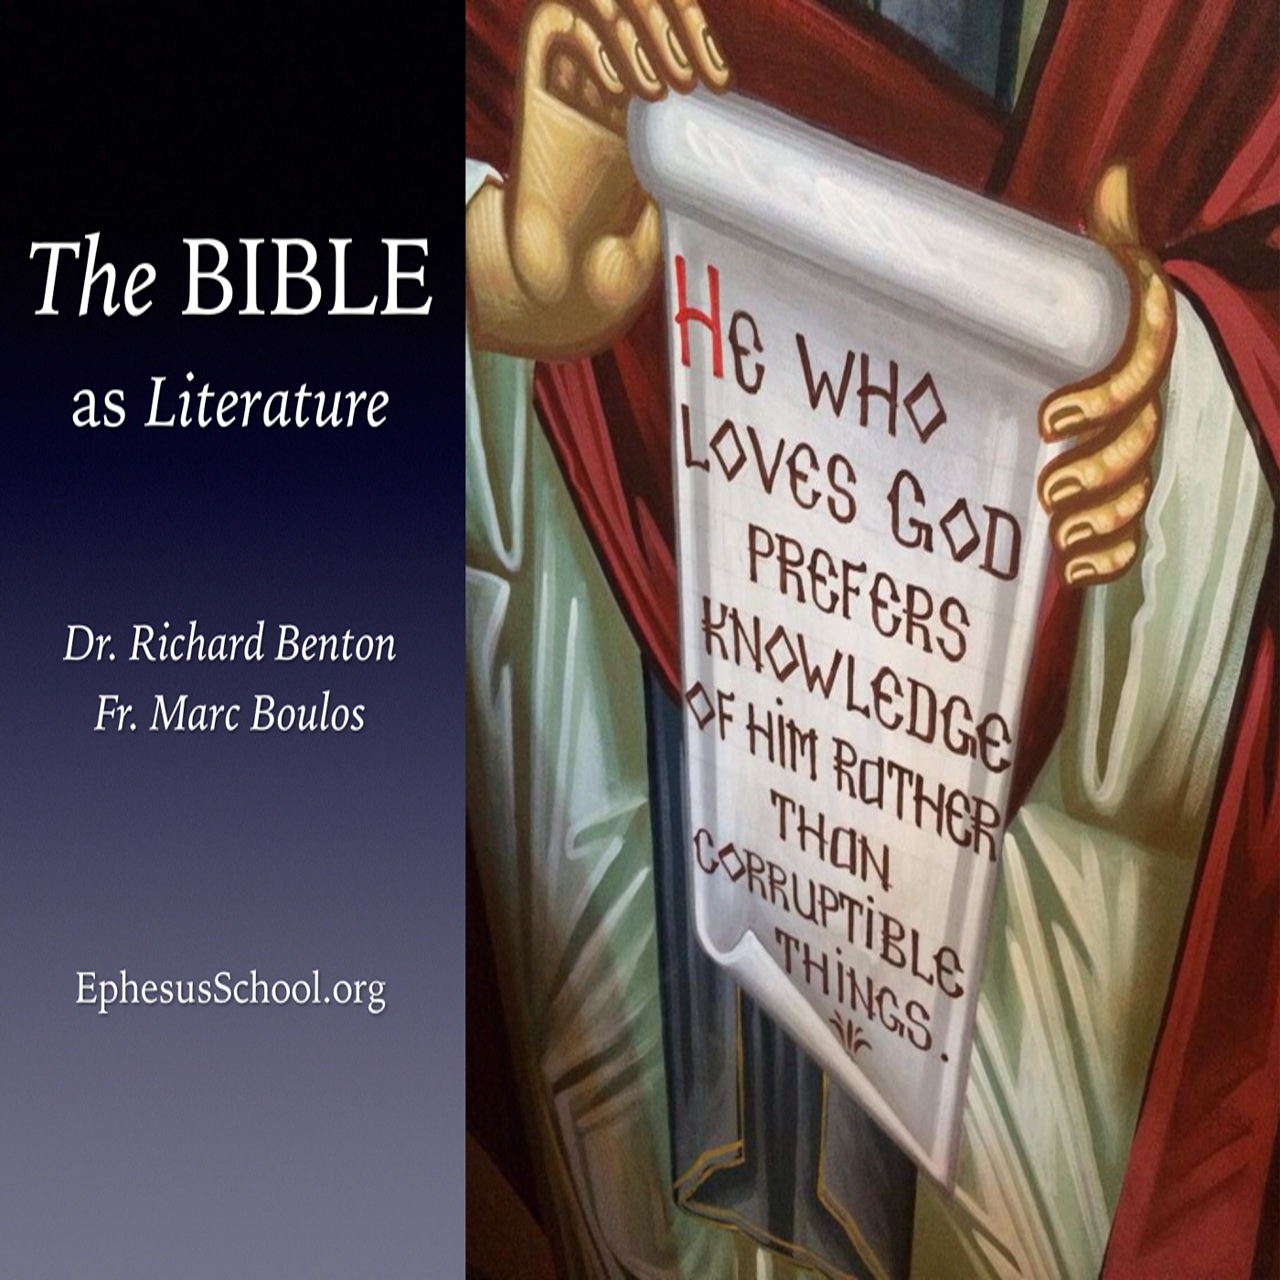 The BIBLE
as Literature
Dr. Richard Benton
Fr. Marc Boulos
EphesusSchool.org
HE WHO
LOVES GOD
PREFERS
KNOWLEDGE
OF HIM RATHER
THAN
CORRUPTIBLE
THINGS.